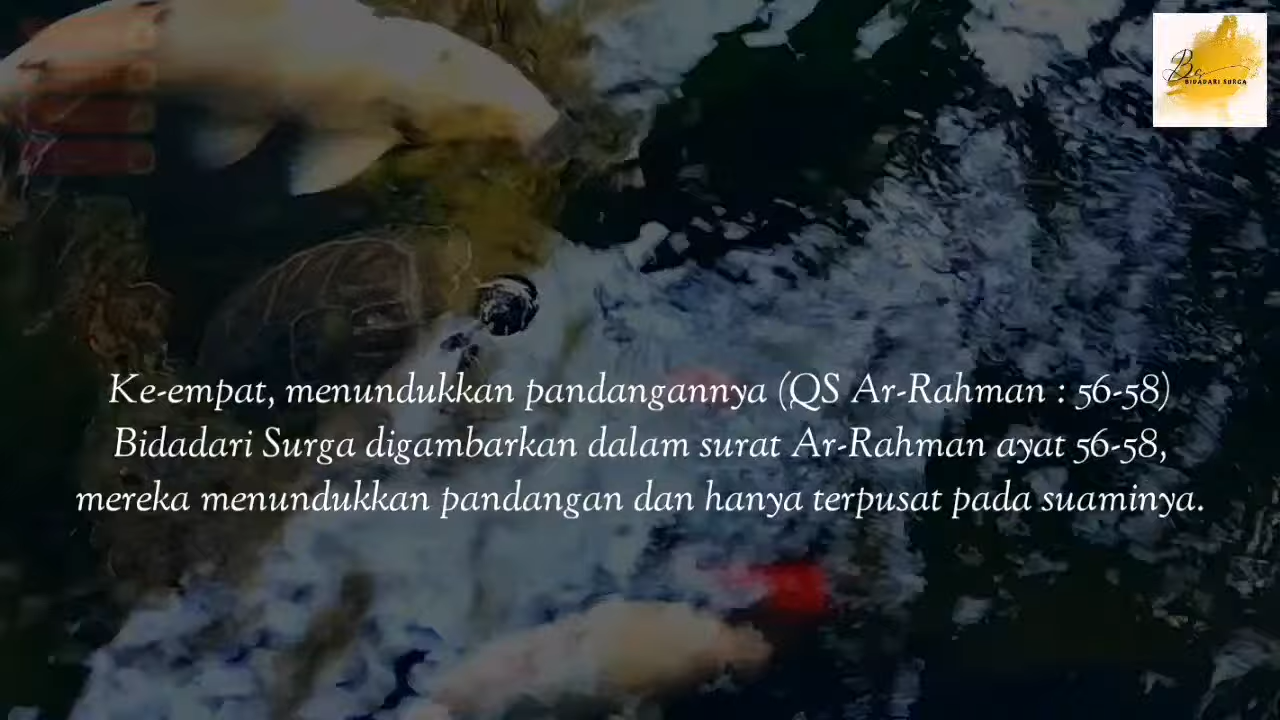 Bs
BIDADARI SURGA
Ke-empat, menundukkan pandangannya (QS Ar-Rahman : 56-58)
Bidadari Surga digambarkan dalam surat Ar-Rahman ayat 56-58,
mereka menundukkan pandangan dan hanya terpusat pada suaminya.